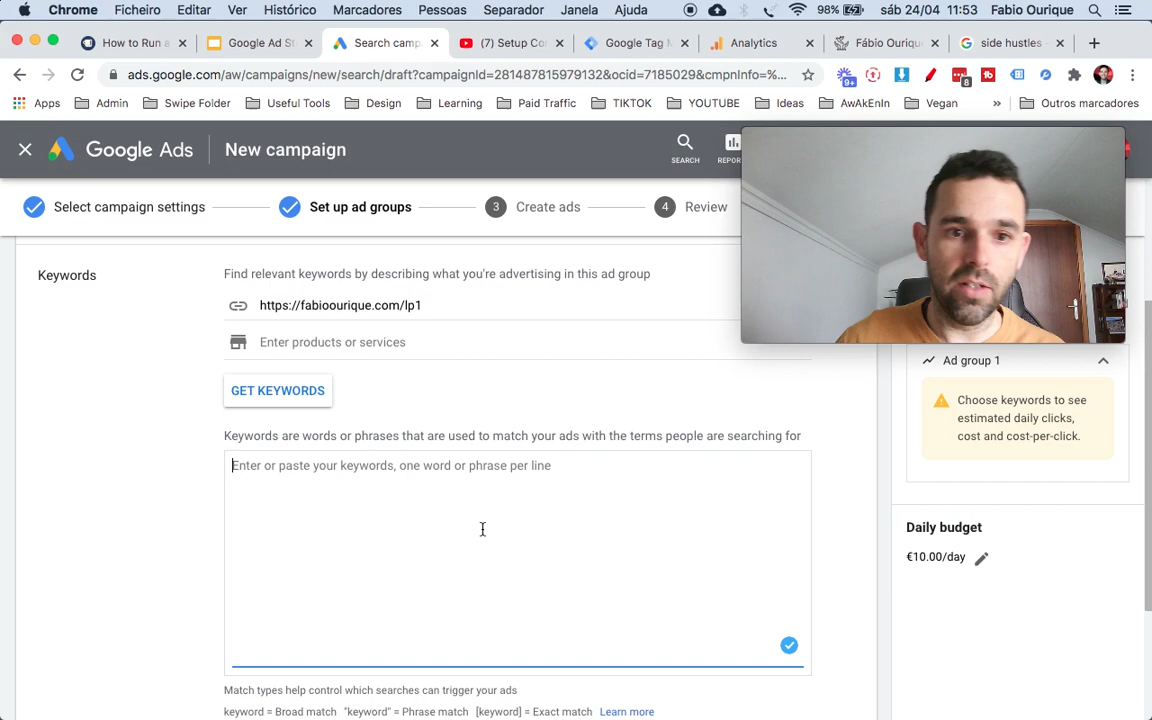 Chrome Ficheiro Editar Ver Histórico Marcadores Pessoas Separador Janela Ajuda 98% sáb 24/04 11:53 Fabio Ourique
How to Run a Google Ad St Search camp (7) Setup Co Google Tag M Analytics Fábio Ouriqu side hustles
ads.google.com/aw/campaigns/new/search/draft?campaignId=281487815979132&ocid=7185029&cmpnInfo=%... 9+ 8
Apps Admin Swipe Folder Useful Tools Design Learning Paid Traffic TIKTOK YOUTUBE Ideas AwAkEnIn Vegan » Outros marcadores
Google Ads New campaign
SEARCH REPOR
Select campaign settings Set up ad groups 3 Create ads 4 Review
Keywords
Find relevant keywords by describing what you're advertising in this ad group
https://fabioourique.com/lp1
Enter products or services
GET KEYWORDS
Keywords are words or phrases that are used to match your ads with the terms people are searching for
Enter or paste your keywords, one word or phrase per line
Match types help control which searches can trigger your ads
keyword = Broad match "keyword" = Phrase match [keyword] = Exact match Learn more
Ad group 1
Choose keywords to see
estimated daily clicks,
cost and cost-per-click.
Daily budget
€10.00/day